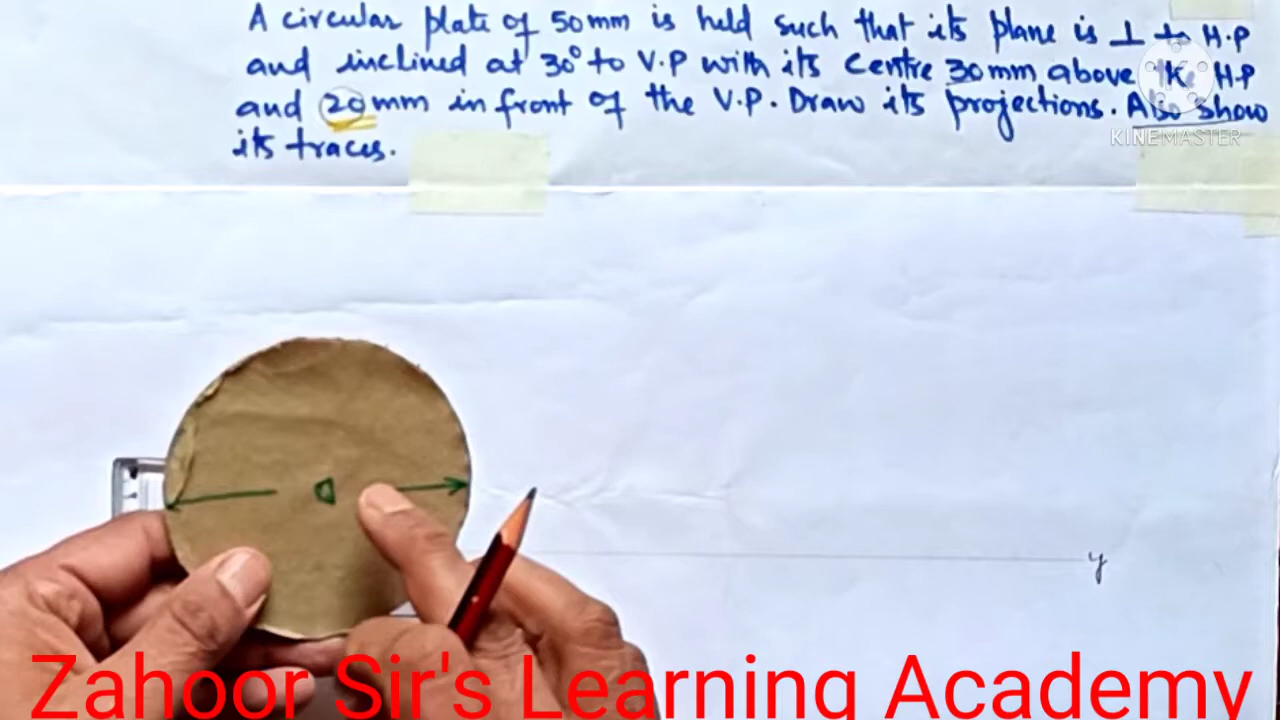 A circular plate of 50mm is held such that its plane is ⊥ to H.P
and inclined at 30° to V.P with its centre 30mm above the H.P
and 20mm in front of the V.P. Draw its projections. Also show
its traces.
K
KINEMASTER
D
y
Zahoor Sir's Learning Academy